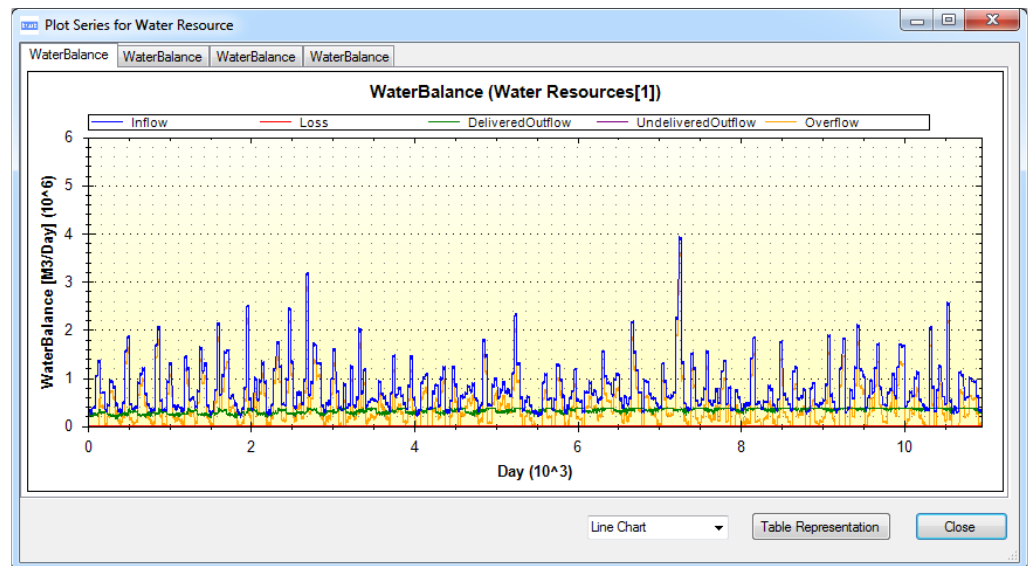 Plot Series for Water Resource
WaterBalance WaterBalance WaterBalance WaterBalance
WaterBalance (Water Resources[1])
Inflow Loss DeliveredOutflow UndeliveredOutflow Overflow
WaterBalance [M3/Day] (10^6)
6
5
4
3
2
1
0
0 2 4 6 8 10
Day (10^3)
Line Chart Table Representation Close